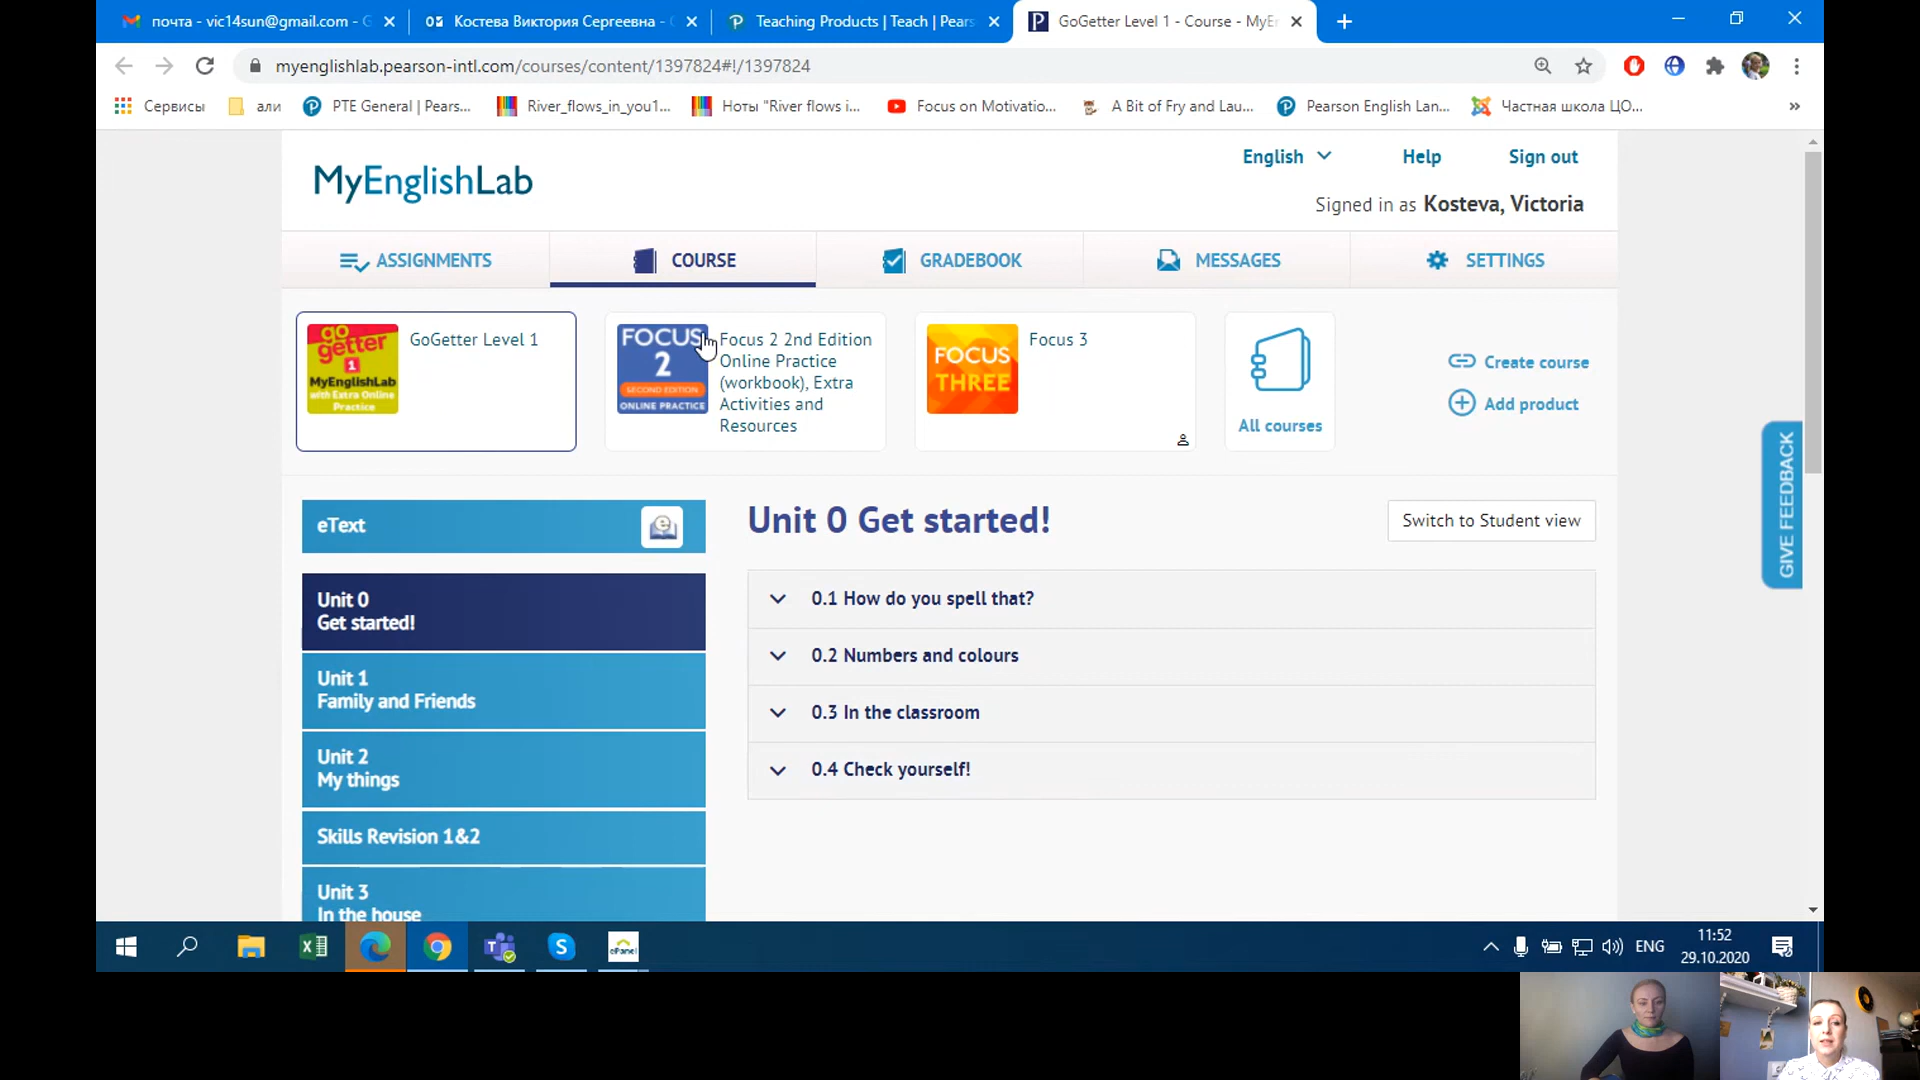 почта - vic14sun@gmail.com - G
Костева Виктория Сергеевна -
Teaching Products | Teach | Pears
GoGetter Level 1 - Course - MyE
myenglishlab.pearson-intl.com/courses/content/1397824#!/1397824
Сервисы
али
PTE General | Pears...
River_flows_in_you1...
Ноты "River flows i...
Focus on Motivatio...
A Bit of Fry and Lau...
Pearson English Lan...
Частная школа ЦО...
»
MyEnglishLab
English
Help
Sign out
Signed in as Kosteva, Victoria
ASSIGNMENTS
COURSE
GRADEBOOK
MESSAGES
SETTINGS
go
getter
1
MyEnglishLab
with Extra Online
Practice
GoGetter Level 1
FOCUS
2
SECOND EDITION
ONLINE PRACTICE
Focus 2 2nd Edition
Online Practice
(workbook), Extra
Activities and
Resources
FOCUS
THREE
Focus 3
All courses
Create course
Add product
GIVE FEEDBACK
eText
Unit 0
Get started!
Unit 1
Family and Friends
Unit 2
My things
Skills Revision 1&2
Unit 3
In the house
Unit 0 Get started!
Switch to Student view
0.1 How do you spell that?
0.2 Numbers and colours
0.3 In the classroom
0.4 Check yourself!
ePanel
ENG
11:52
29.10.2020